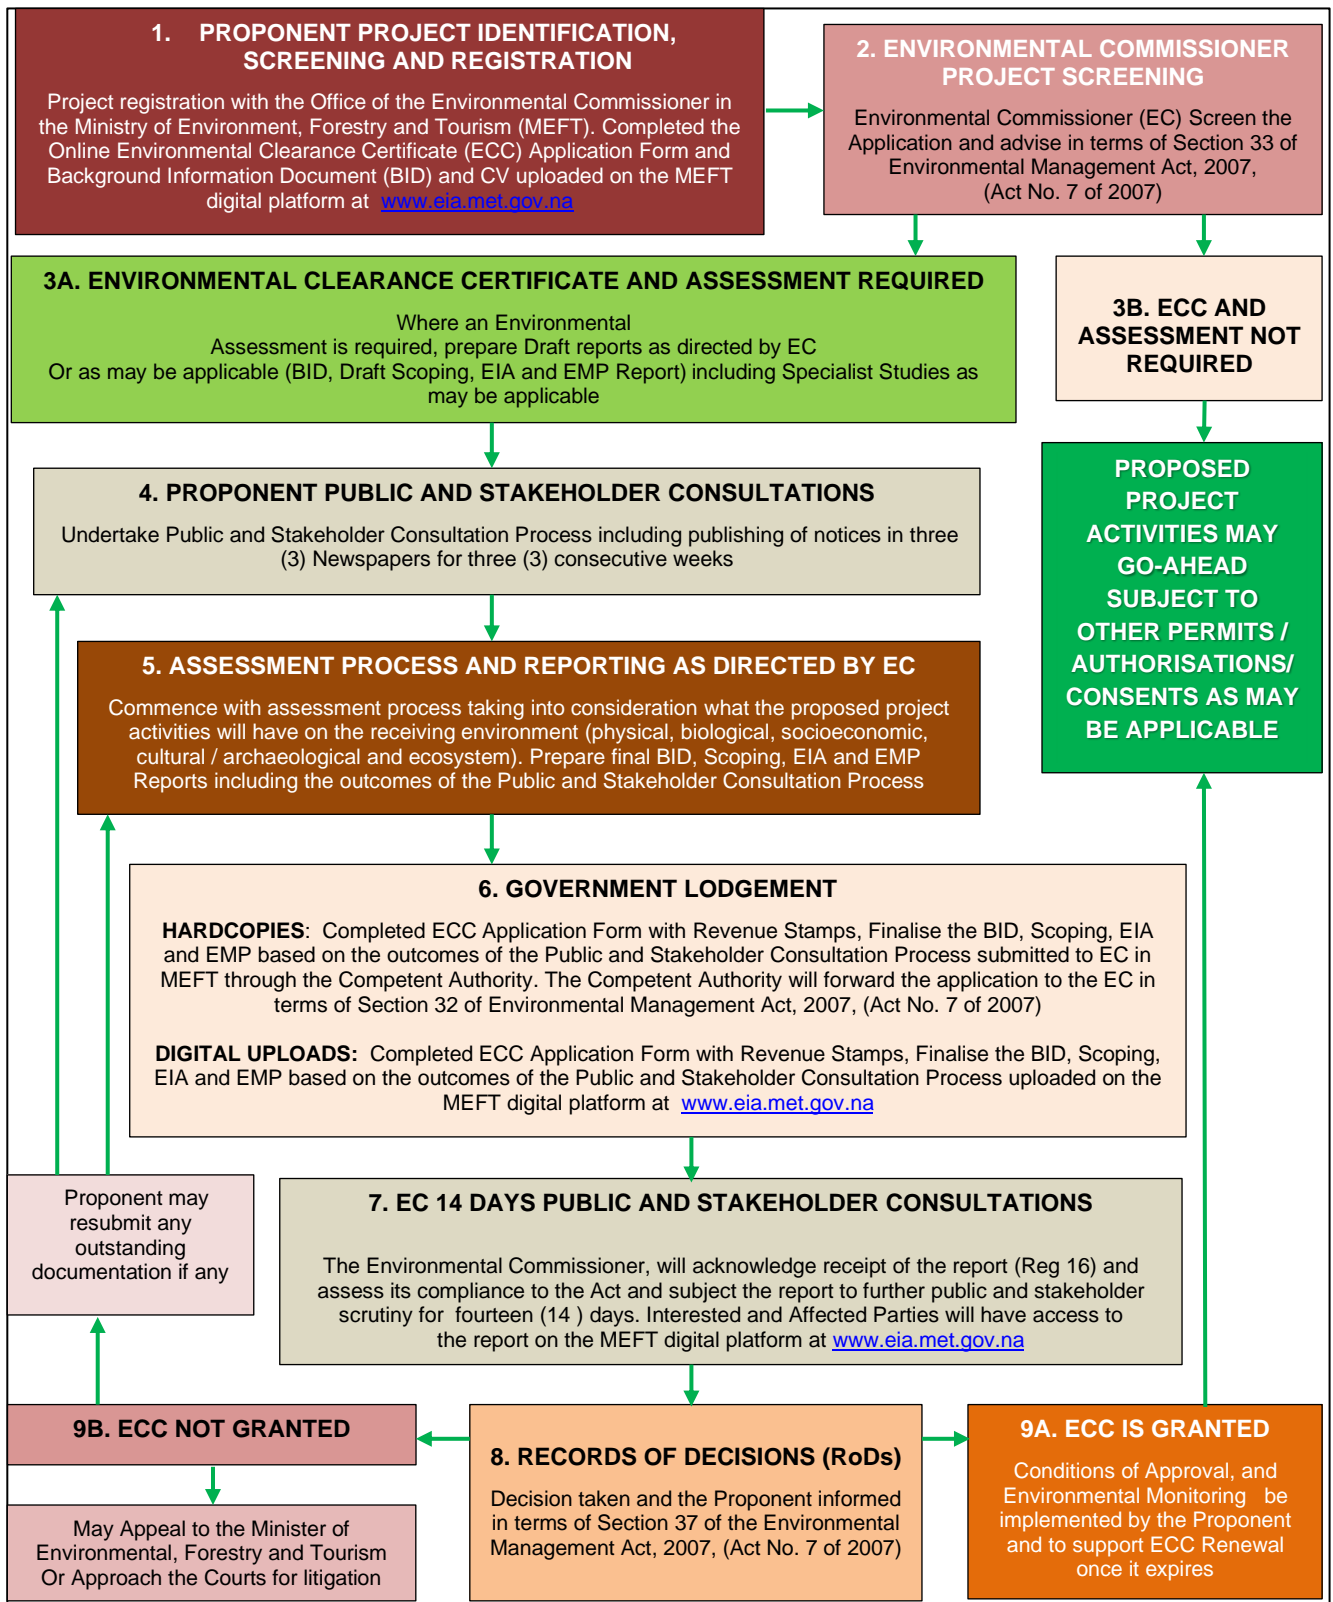 1. PROPONENT PROJECT IDENTIFICATION,
SCREENING AND REGISTRATION
Project registration with the Office of the Environmental Commissioner in
the Ministry of Environment, Forestry and Tourism (MEFT). Completed the
Online Environmental Clearance Certificate (ECC) Application Form and
Background Information Document (BID) and CV uploaded on the MEFT
digital platform at www.eia.met.gov.na
2. ENVIRONMENTAL COMMISSIONER
PROJECT SCREENING
Environmental Commissioner (EC) Screen the
Application and advise in terms of Section 33 of
Environmental Management Act, 2007,
(Act No. 7 of 2007)
3A. ENVIRONMENTAL CLEARANCE CERTIFICATE AND ASSESSMENT REQUIRED
Where an Environmental
Assessment is required, prepare Draft reports as directed by EC
Or as may be applicable (BID, Draft Scoping, EIA and EMP Report) including Specialist Studies as
may be applicable
3B. ECC AND
ASSESSMENT NOT
REQUIRED
4. PROPONENT PUBLIC AND STAKEHOLDER CONSULTATIONS
Undertake Public and Stakeholder Consultation Process including publishing of notices in three
(3) Newspapers for three (3) consecutive weeks
PROPOSED
PROJECT
ACTIVITIES MAY
GO-AHEAD
SUBJECT TO
OTHER PERMITS /
AUTHORISATIONS/
CONSENTS AS MAY
BE APPLICABLE
5. ASSESSMENT PROCESS AND REPORTING AS DIRECTED BY EC
Commence with assessment process taking into consideration what the proposed project
activities will have on the receiving environment (physical, biological, socioeconomic,
cultural / archaeological and ecosystem). Prepare final BID, Scoping, EIA and EMP
Reports including the outcomes of the Public and Stakeholder Consultation Process
6. GOVERNMENT LODGEMENT
HARDCOPIES: Completed ECC Application Form with Revenue Stamps, Finalise the BID, Scoping, EIA
and EMP based on the outcomes of the Public and Stakeholder Consultation Process submitted to EC in
MEFT through the Competent Authority. The Competent Authority will forward the application to the EC in
terms of Section 32 of Environmental Management Act, 2007, (Act No. 7 of 2007)
DIGITAL UPLOADS: Completed ECC Application Form with Revenue Stamps, Finalise the BID, Scoping,
EIA and EMP based on the outcomes of the Public and Stakeholder Consultation Process uploaded on the
MEFT digital platform at www.eia.met.gov.na
Proponent may
resubmit any
outstanding
documentation if any
7. EC 14 DAYS PUBLIC AND STAKEHOLDER CONSULTATIONS
The Environmental Commissioner, will acknowledge receipt of the report (Reg 16) and
assess its compliance to the Act and subject the report to further public and stakeholder
scrutiny for fourteen (14 ) days. Interested and Affected Parties will have access to
the report on the MEFT digital platform at www.eia.met.gov.na
9B. ECC NOT GRANTED
May Appeal to the Minister of
Environmental, Forestry and Tourism
Or Approach the Courts for litigation
8. RECORDS OF DECISIONS (RoDs)
Decision taken and the Proponent informed
in terms of Section 37 of the Environmental
Management Act, 2007, (Act No. 7 of 2007)
9A. ECC IS GRANTED
Conditions of Approval, and
Environmental Monitoring be
implemented by the Proponent
and to support ECC Renewal
once it expires